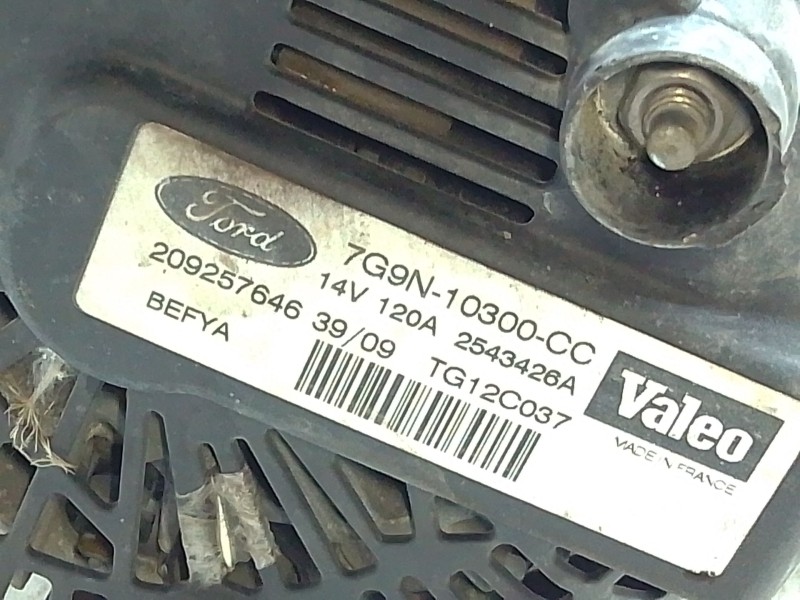 Ford
7G9N-10300-CC
14V 120A 2543426A
209257646 39/09 TG12C037
BEFYA
Valeo
MADE IN FRANCE